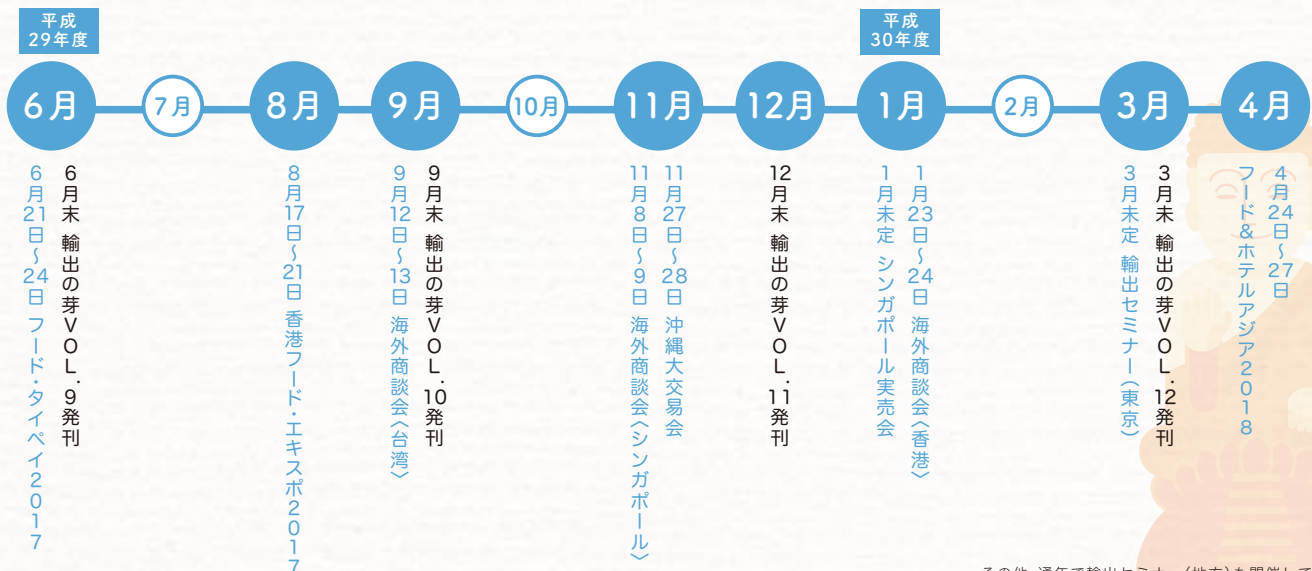 平成
29年度
平成
30年度
6月
7月
8月
9月
10月
11月
12月
1月
2月
3月
4月
6月末 輸出の芽VOL.9発刊
6月21日〜24日 フード・タイペイ2017
8月17日〜21日 香港フード・エキスポ2017
9月末 輸出の芽VOL.10発刊
9月12日〜13日 海外商談会〈台湾〉
11月27日〜28日 沖縄大交易会
11月8日〜9日 海外商談会〈シンガポール〉
12月末 輸出の芽VOL.11発刊
1月23日〜24日 海外商談会〈香港〉
1月未定 シンガポール実売会
3月末 輸出の芽VOL.12発刊
3月未定 輸出セミナー（東京）
4月24日〜27日
フード&ホテルアジア2018